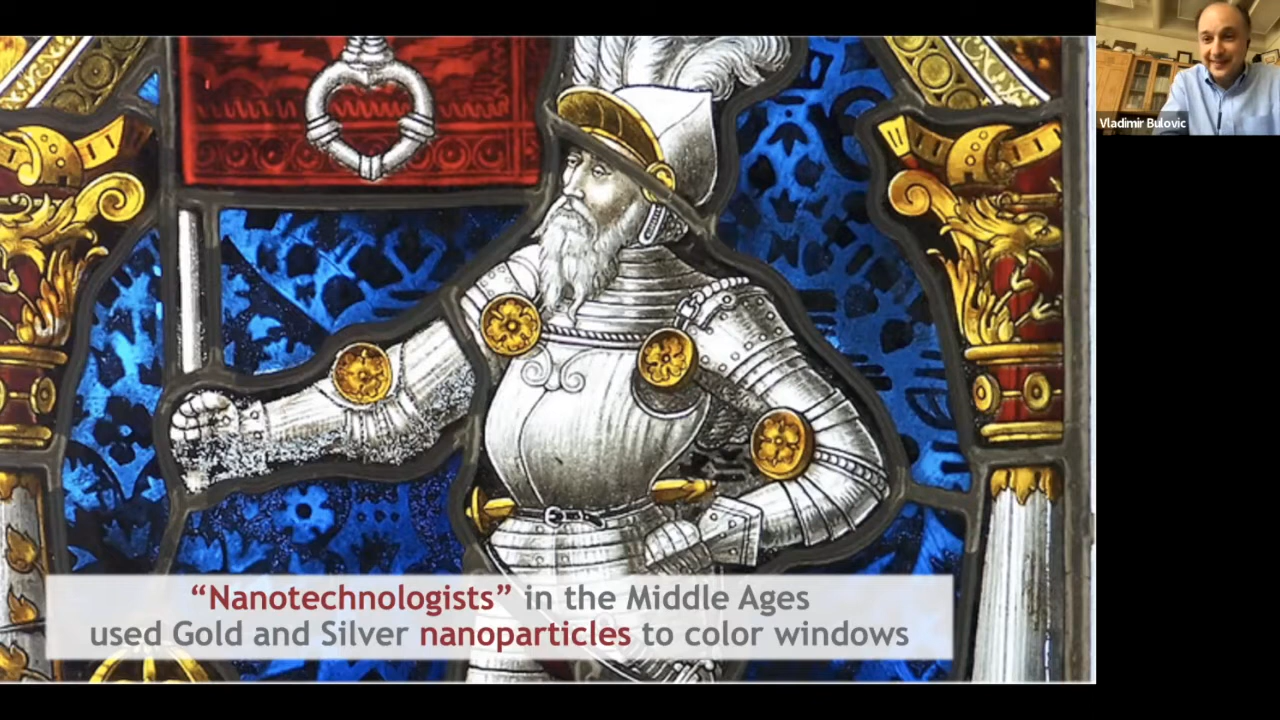 Vladimir Bulovic
“Nanotechnologists” in the Middle Ages
used Gold and Silver nanoparticles to color windows